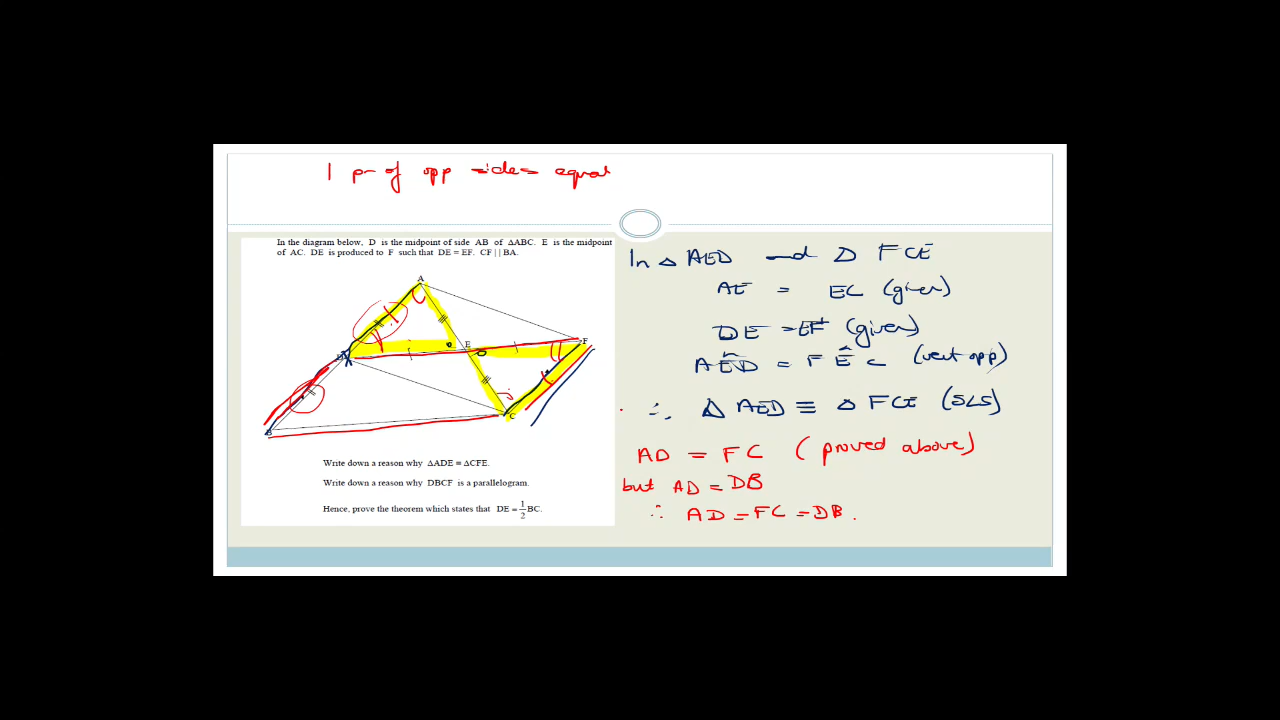 1 pr of opp sides equal
In the diagram below, D is the midpoint of side AB of ΔABC. E is the midpoint
of AC. DE is produced to F such that DE = EF. CF || BA.
A
D
E
F
B
C
Write down a reason why ΔADE ≡ ΔCFE.
Write down a reason why DBCF is a parallelogram.
Hence, prove the theorem which states that DE = 1/2 BC.
In Δ AED and Δ FCE
AE = EC (given)
DE = EF (given)
AÊD = FÊC (vert opp)
∴ Δ AED ≡ Δ FCE (S∠S)
AD = FC (proved above)
but AD = DB
∴ AD = FC = DB.